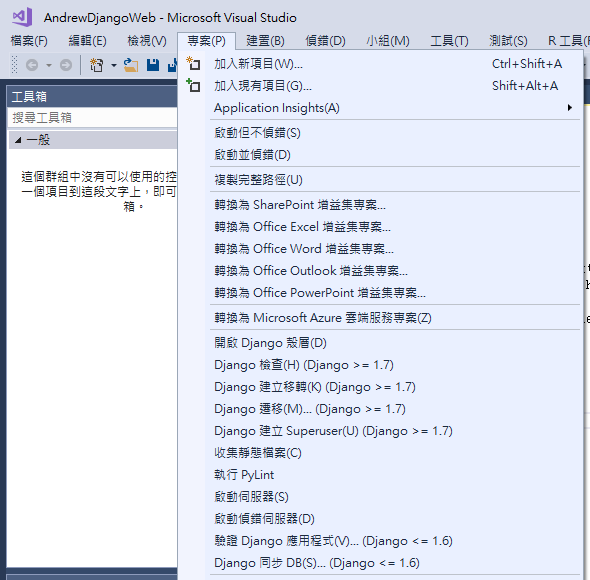 AndrewDjangoWeb - Microsoft Visual Studio
檔案(F) 編輯(E) 檢視(V) 專案(P) 建置(B) 偵錯(D) 小組(M) 工具(T) 測試(S) R 工具(
工具箱
搜尋工具箱
一般
這個群組中沒有可以使用的控
一個項目到這段文字上，即可
箱。
加入新項目(W)... Ctrl+Shift+A
加入現有項目(G)... Shift+Alt+A
Application Insights(A)
啟動但不偵錯(S)
啟動並偵錯(D)
複製完整路徑(U)
轉換為 SharePoint 增益集專案...
轉換為 Office Excel 增益集專案...
轉換為 Office Word 增益集專案...
轉換為 Office Outlook 增益集專案...
轉換為 Office PowerPoint 增益集專案...
轉換為 Microsoft Azure 雲端服務專案(Z)
開啟 Django 殼層(D)
Django 檢查(H) (Django >= 1.7)
Django 建立移轉(K) (Django >= 1.7)
Django 遷移(M)... (Django >= 1.7)
Django 建立 Superuser(U) (Django >= 1.7)
收集靜態檔案(C)
執行 PyLint
啟動伺服器(S)
啟動偵錯伺服器(D)
驗證 Django 應用程式(V)... (Django <= 1.6)
Django 同步 DB(S)... (Django <= 1.6)